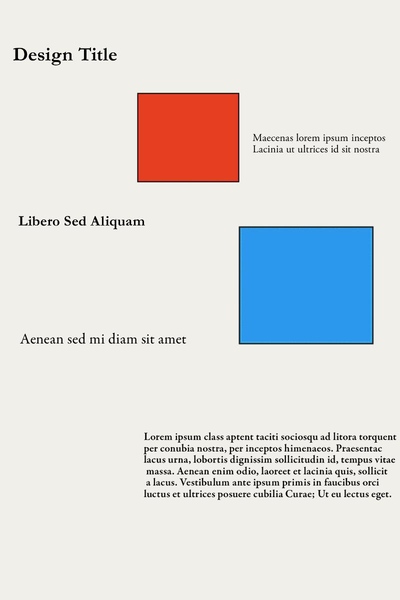 Design Title
Maecenas lorem ipsum inceptos
Lacinia ut ultrices id sit nostra
Libero Sed Aliquam
Aenean sed mi diam sit amet
Lorem ipsum class aptent taciti sociosqu ad litora torquent
per conubia nostra, per inceptos himenaeos. Praesentac
lacus urna, lobortis dignissim sollicitudin id, tempus vitae
massa. Aenean enim odio, laoreet et lacinia quis, sollicit
a lacus. Vestibulum ante ipsum primis in faucibus orci
luctus et ultrices posuere cubilia Curae; Ut eu lectus eget.